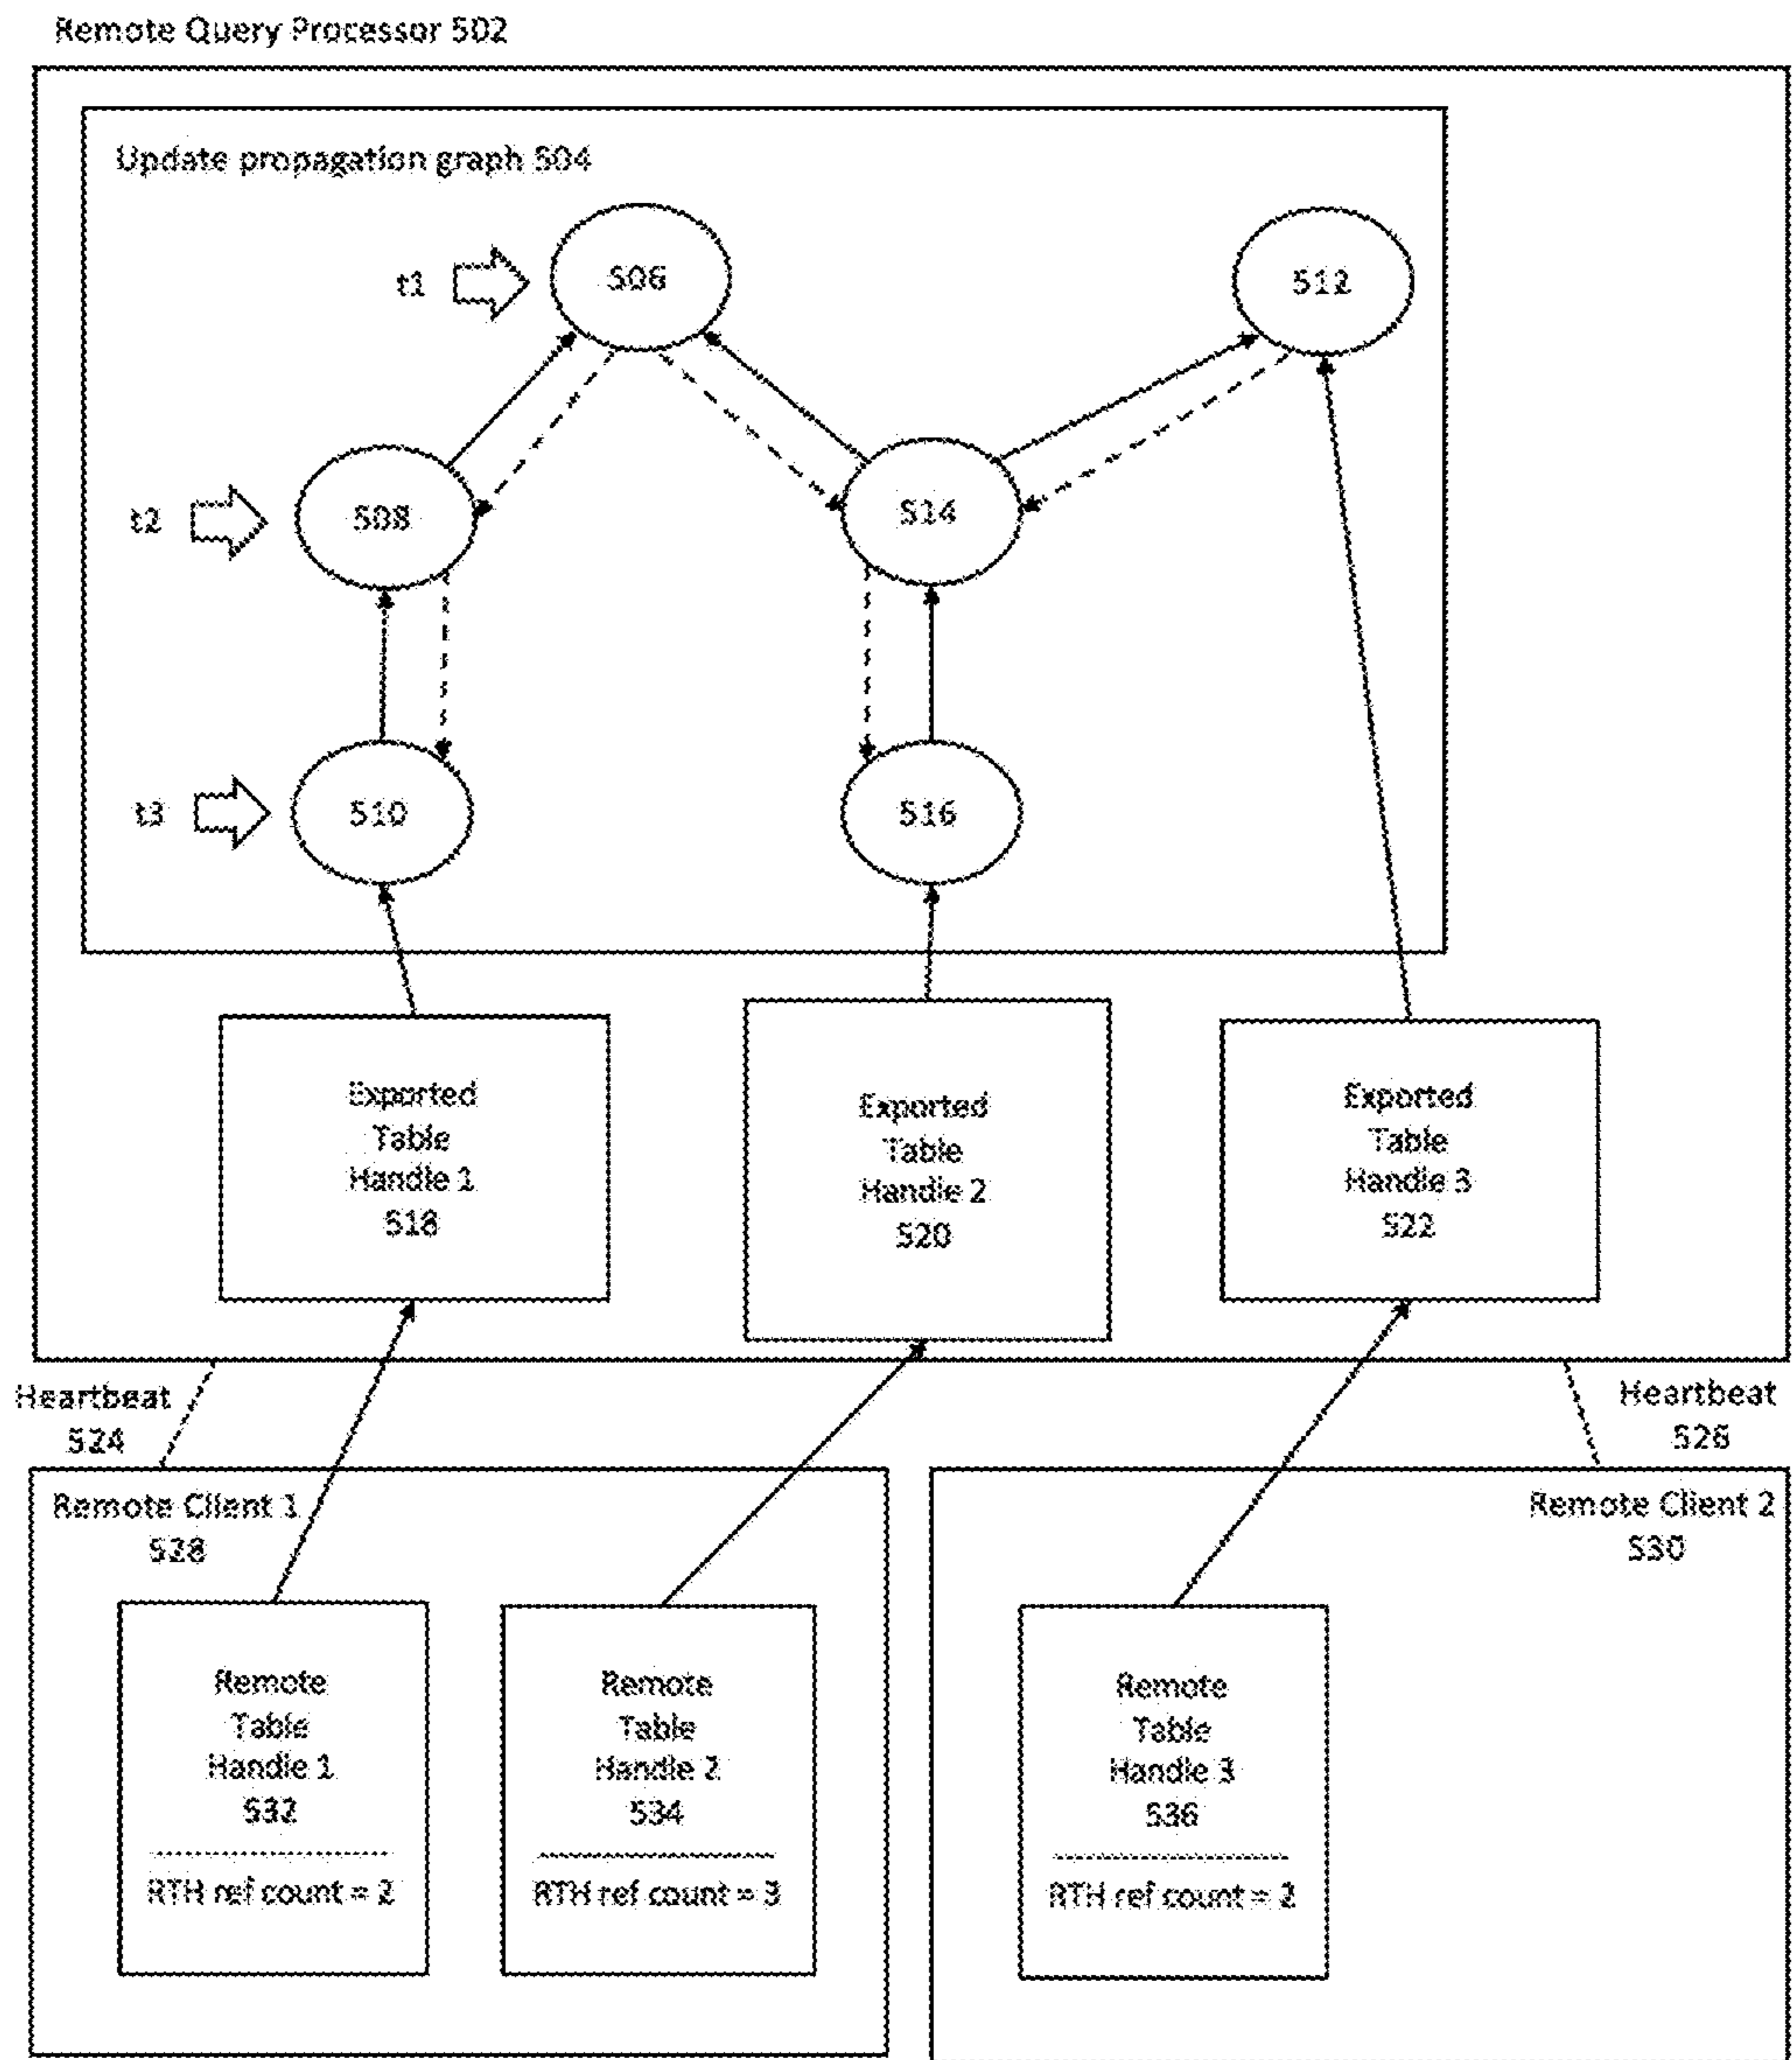 Remote Query Processor 502
Update propagation graph 504
t1
506
512
t2
508
514
t3
510
516
Exported
Table
Handle 1
518
Exported
Table
Handle 2
520
Exported
Table
Handle 3
522
Heartbeat
524
Heartbeat
526
Remote Client 1
528
Remote Client 2
530
Remote
Table
Handle 1
532
RTH ref count = 2
Remote
Table
Handle 2
534
RTH ref count = 3
Remote
Table
Handle 3
536
RTH ref count = 2